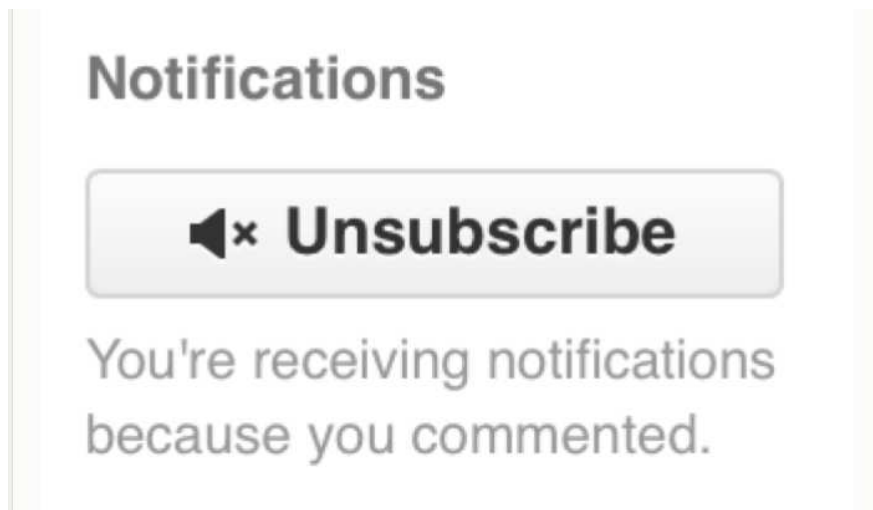 Notifications
Unsubscribe
You're receiving notifications
because you commented.